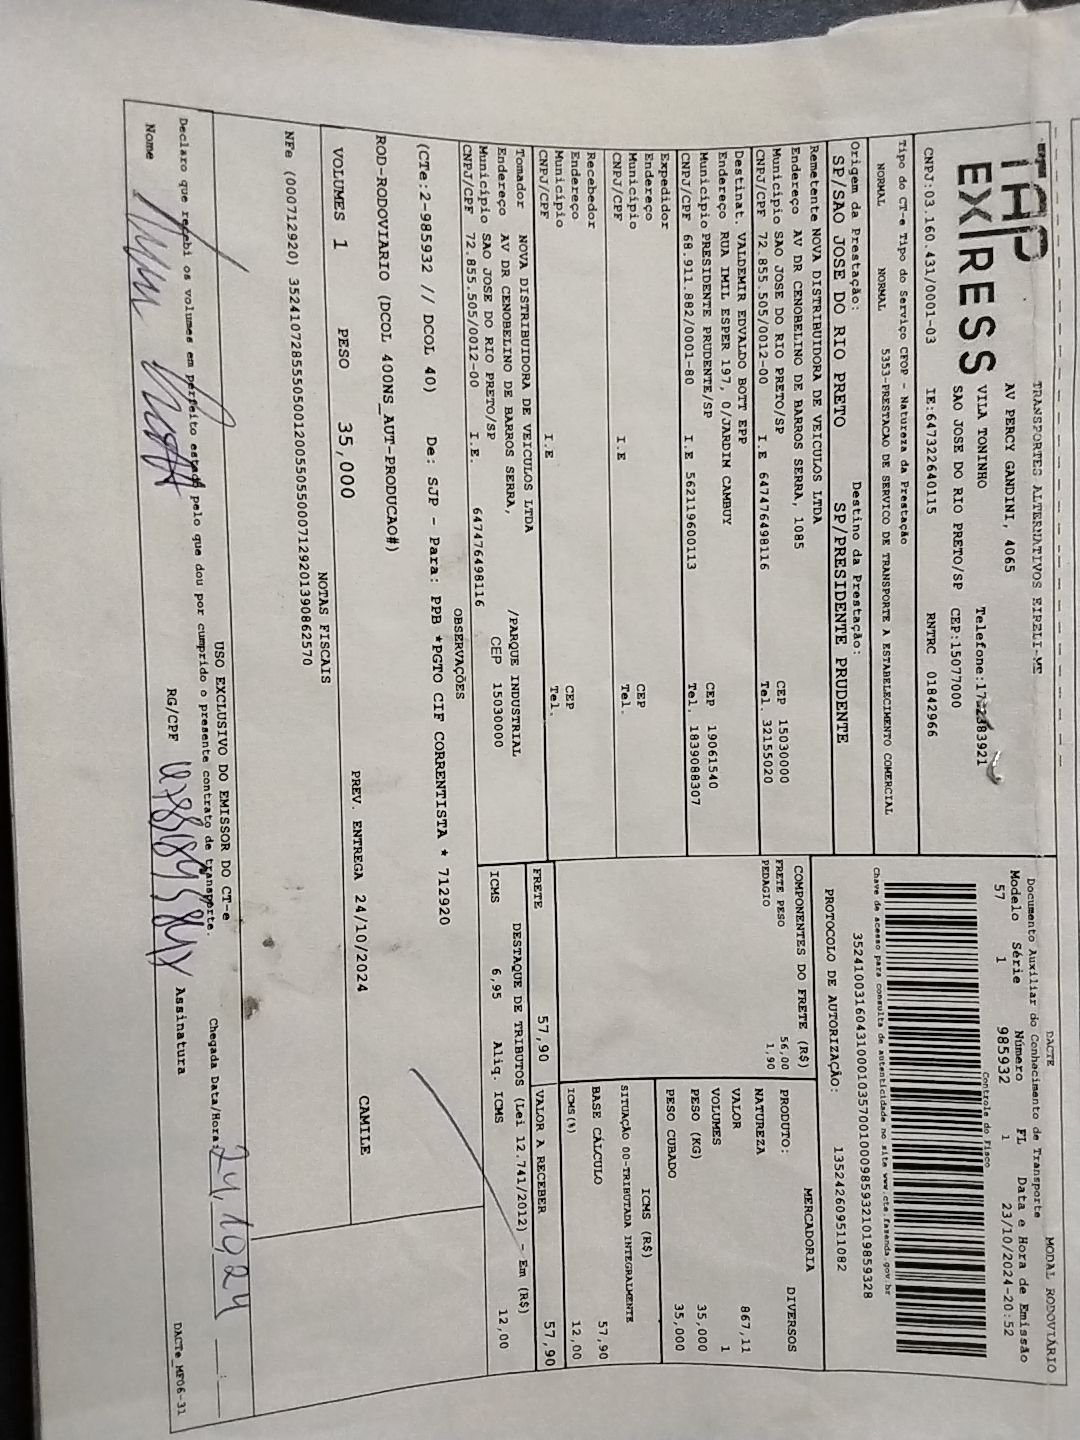 TAP EXPRESS
TRANSPORTES ALTERNATIVOS EIRELI-ME
AV PERCY GANDINI, 4065
VILA TONINHO
SAO JOSE DO RIO PRETO/SP CEP:15077000
CNPJ:03.160.431/0001-03 IE:647322640115 RNTRC 01842966
DACTE MODAL RODOVIÁRIO
Documento Auxiliar do Conhecimento de Transporte
Modelo Série Número FL Data e Hora de Emissão
57 1 985932 1 23/10/2024-20:52
Controle do Fisco
Chave de acesso para consulta de autenticidade no site www.cte.fazenda.gov.br
PROTOCOLO DE AUTORIZAÇÃO: 135242609511082
Tipo do CT-e Tipo do Serviço CFOP - Natureza da Prestação
NORMAL NORMAL 5353-PRESTACAO DE SERVICO DE TRANSPORTE A ESTABELECIMENTO COMERCIAL
Origem da Prestação: Destino da Prestação:
SP/SAO JOSE DO RIO PRETO SP/PRESIDENTE PRUDENTE
Remetente NOVA DISTRIBUIDORA DE VEICULOS LTDA
Endereço AV DR CENOBELINO DE BARROS SERRA, 1085
Município SAO JOSE DO RIO PRETO/SP CEP 15030000
CNPJ/CPF 72.855.505/0012-00 I.E 647476498116 Tel. 32155020
Destinat. VALDEMIR EDVALDO BOTT EPP
Endereço RUA IMIL ESPER 197, 0/JARDIM CAMBUY
Município PRESIDENTE PRUDENTE/SP CEP 19061540
CNPJ/CPF 68.911.882/0001-80 I.E 562119600113 Tel. 1839088307
Expedidor
Endereço
Município CEP
CNPJ/CPF I.E Tel.
Recebedor
Endereço
Município CEP
CNPJ/CPF I.E Tel.
Tomador NOVA DISTRIBUIDORA DE VEICULOS LTDA
Endereço AV DR CENOBELINO DE BARROS SERRA, /PARQUE INDUSTRIAL
Município SAO JOSE DO RIO PRETO/SP CEP 15030000
CNPJ/CPF 72.855.505/0012-00 I.E. 647476498116
COMPONENTES DO FRETE (R$)
FRETE PESO 56,00
PEDAGIO 1,90
MERCADORIA
PRODUTO: DIVERSOS
NATUREZA
VALOR 867,11
VOLUMES 1
PESO (KG) 35,000
PESO CUBADO 35,000
ICMS (R$)
SITUAÇÃO 00-TRIBUTADA INTEGRALMENTE
BASE CÁLCULO 57,90
ICMS(%) 12,00
FRETE 57,90 VALOR A RECEBER 57,90
DESTAQUE DE TRIBUTOS (Lei 12.741/2012) - Em (R$)
ICMS 6,95 Aliq. ICMS 12,00
OBSERVAÇÕES
(CTe:2-985932 // DCOL 40) De: SJP - Para: PPB *PGTO CIF CORRENTISTA * 712920
ROD-RODOVIARIO (DCOL 400NS_AUT-PRODUCAO#)
VOLUMES 1 PESO 35,000 PREV. ENTREGA 24/10/2024 CAMILE
NOTAS FISCAIS
USO EXCLUSIVO DO EMISSOR DO CT-e
Declaro que recebi os volumes em perfeito estado pelo que dou por cumprido o presente contrato de transporte.
Chegada Data/Hora: 24/10/24 __:__
Nome RG/CPF Assinatura
DACTe_MF06-31